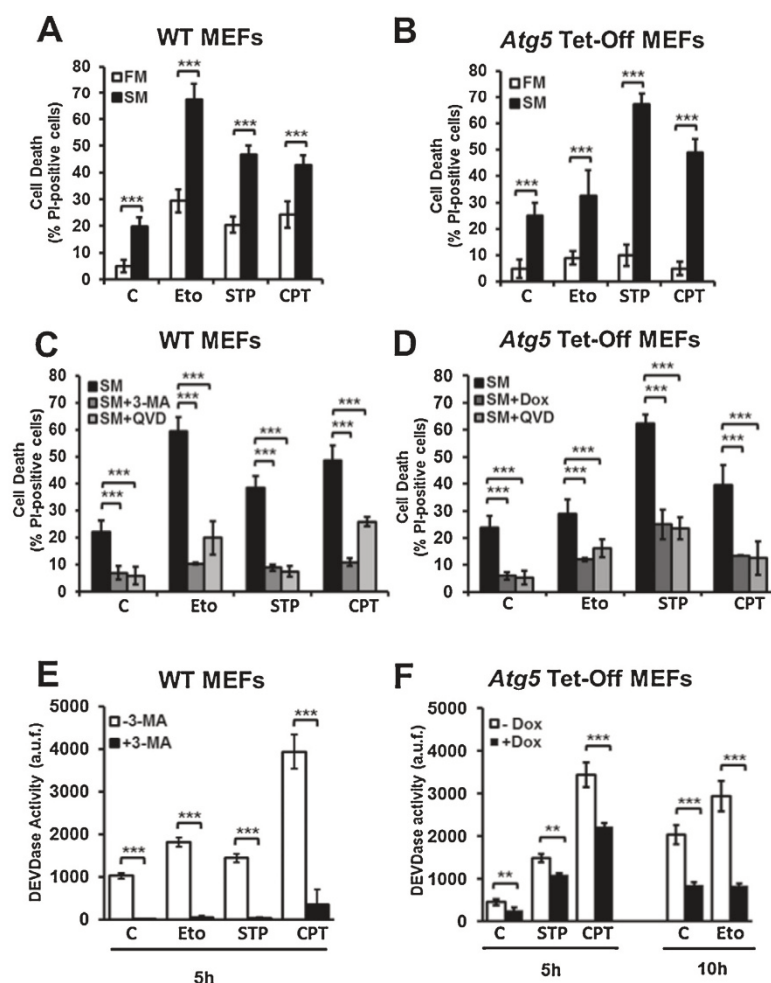 A
WT MEFs
FM
SM
Cell Death
(% PI-positive cells)
80
70
60
50
40
30
20
10
0
***
***
***
***
C Eto STP CPT
B
Atg5 Tet-Off MEFs
FM
SM
Cell Death
(% PI-positive cells)
80
70
60
50
40
30
20
10
0
***
***
***
***
C Eto STP CPT
C
WT MEFs
SM
SM+3-MA
SM+QVD
Cell Death
(% PI-positive cells)
80
70
60
50
40
30
20
10
0
***
***
***
***
***
***
***
***
C Eto STP CPT
D
Atg5 Tet-Off MEFs
SM
SM+Dox
SM+QVD
Cell Death
(% PI-positive cells)
80
70
60
50
40
30
20
10
0
***
***
***
***
***
***
***
***
C Eto STP CPT
E
WT MEFs
-3-MA
+3-MA
DEVDase Activity (a.u.f.)
5000
4000
3000
2000
1000
0
***
***
***
***
C Eto STP CPT
5h
F
Atg5 Tet-Off MEFs
- Dox
+Dox
DEVDase activity (a.u.f.)
5000
4000
3000
2000
1000
0
**
**
***
***
***
C STP CPT C Eto
5h 10h